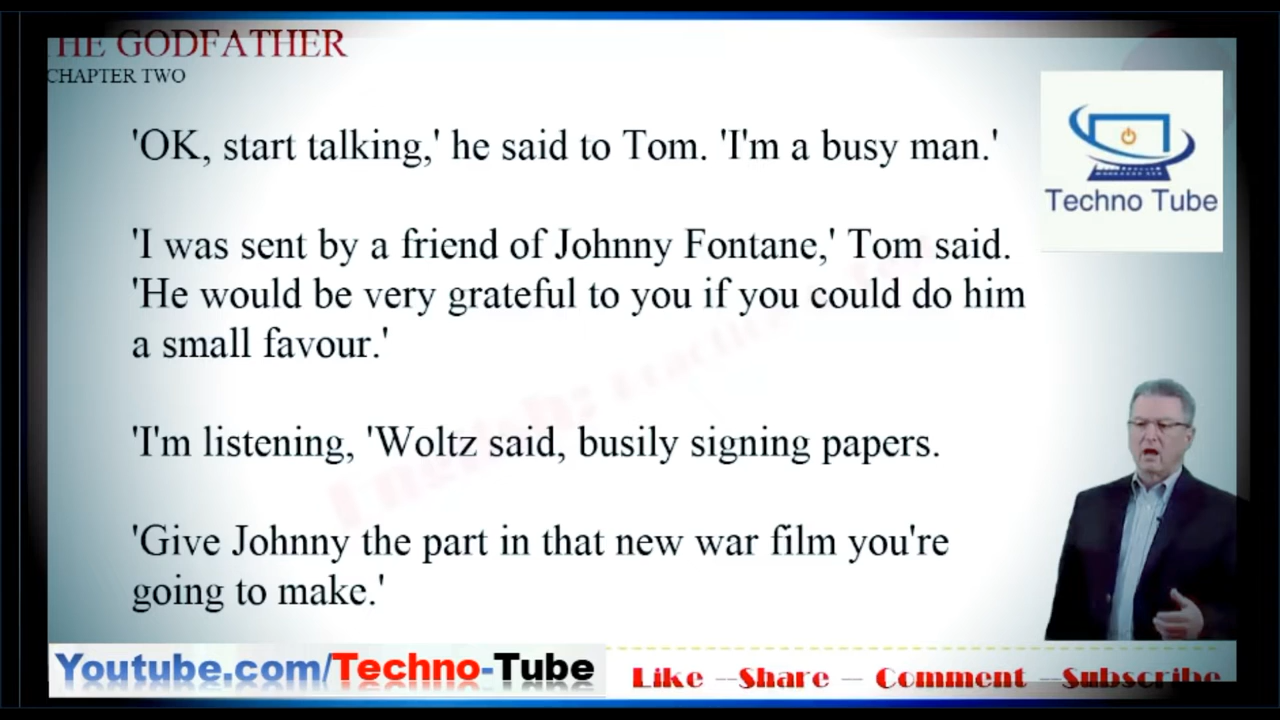 THE GODFATHER
CHAPTER TWO
'OK, start talking,' he said to Tom. 'I'm a busy man.'
'I was sent by a friend of Johnny Fontane,' Tom said.
'He would be very grateful to you if you could do him
a small favour.'
'I'm listening, 'Woltz said, busily signing papers.
'Give Johnny the part in that new war film you're
going to make.'
Techno Tube
Youtube.com/Techno-Tube
Like --Share -- Comment --Subscribe